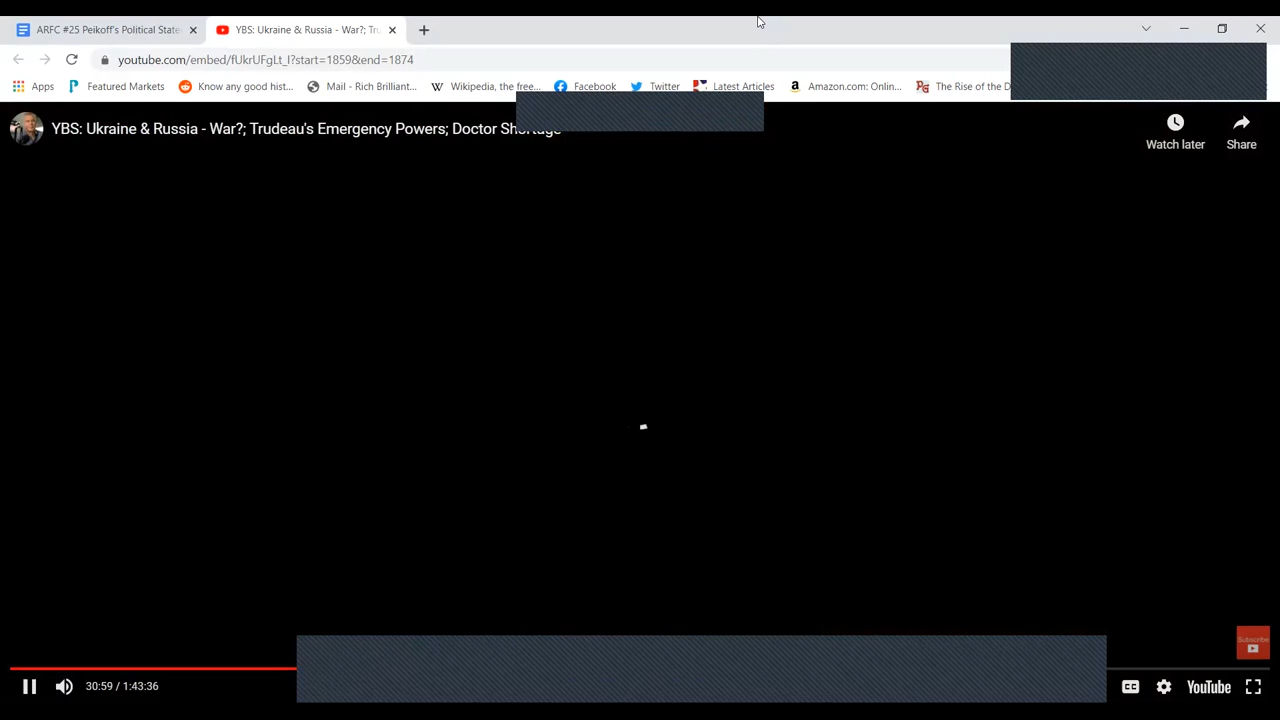 ARFC #25 Peikoff's Political State
YBS: Ukraine & Russia - War?; Tru
youtube.com/embed/fUkrUFgLt_I?start=1859&end=1874
Apps
Featured Markets
Know any good hist...
Mail - Rich Brilliant...
Wikipedia, the free...
Facebook
Twitter
Latest Articles
Amazon.com: Onlin...
The Rise of the D
YBS: Ukraine & Russia - War?; Trudeau's Emergency Powers; Doctor Shortage
Watch later
Share
Subscribe
30:59 / 1:43:36
CC
YouTube